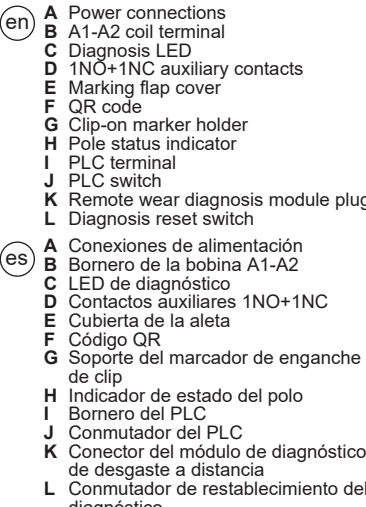 en
A Power connections
B A1-A2 coil terminal
C Diagnosis LED
D 1NO+1NC auxiliary contacts
E Marking flap cover
F QR code
G Clip-on marker holder
H Pole status indicator
I PLC terminal
J PLC switch
K Remote wear diagnosis module plug
L Diagnosis reset switch
es
A Conexiones de alimentación
B Bornero de la bobina A1-A2
C LED de diagnóstico
D Contactos auxiliares 1NO+1NC
E Cubierta de la aleta
F Código QR
G Soporte del marcador de enganche
de clip
H Indicador de estado del polo
I Bornero del PLC
J Conmutador del PLC
K Conector del módulo de diagnóstico
de desgaste a distancia
L Conmutador de restablecimiento del
diagnóstico